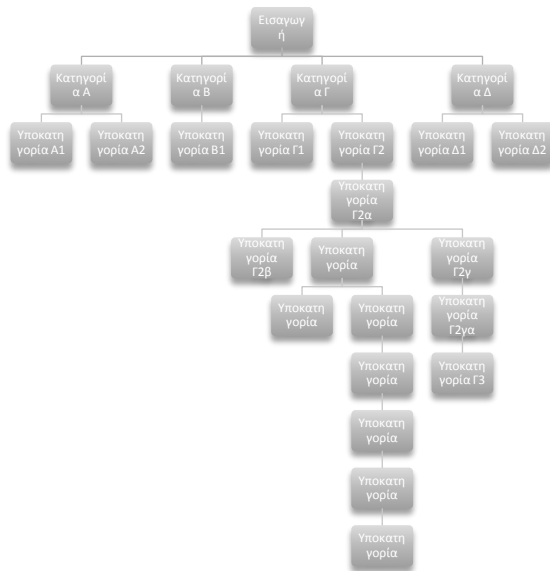 Εισαγωγ
ή
Κατηγορί
α Α
Κατηγορί
α Β
Κατηγορί
α Γ
Κατηγορί
α Δ
Υποκατη
γορία Α1
Υποκατη
γορία Α2
Υποκατη
γορία Β1
Υποκατη
γορία Γ1
Υποκατη
γορία Γ2
Υποκατη
γορία Δ1
Υποκατη
γορία Δ2
Υποκατη
γορία
Γ2α
Υποκατη
γορία
Γ2β
Υποκατη
γορία
Υποκατη
γορία
Γ2γ
Υποκατη
γορία
Υποκατη
γορία
Υποκατη
γορία
Γ2γα
Υποκατη
γορία
Υποκατη
γορία Γ3
Υποκατη
γορία
Υποκατη
γορία
Υποκατη
γορία